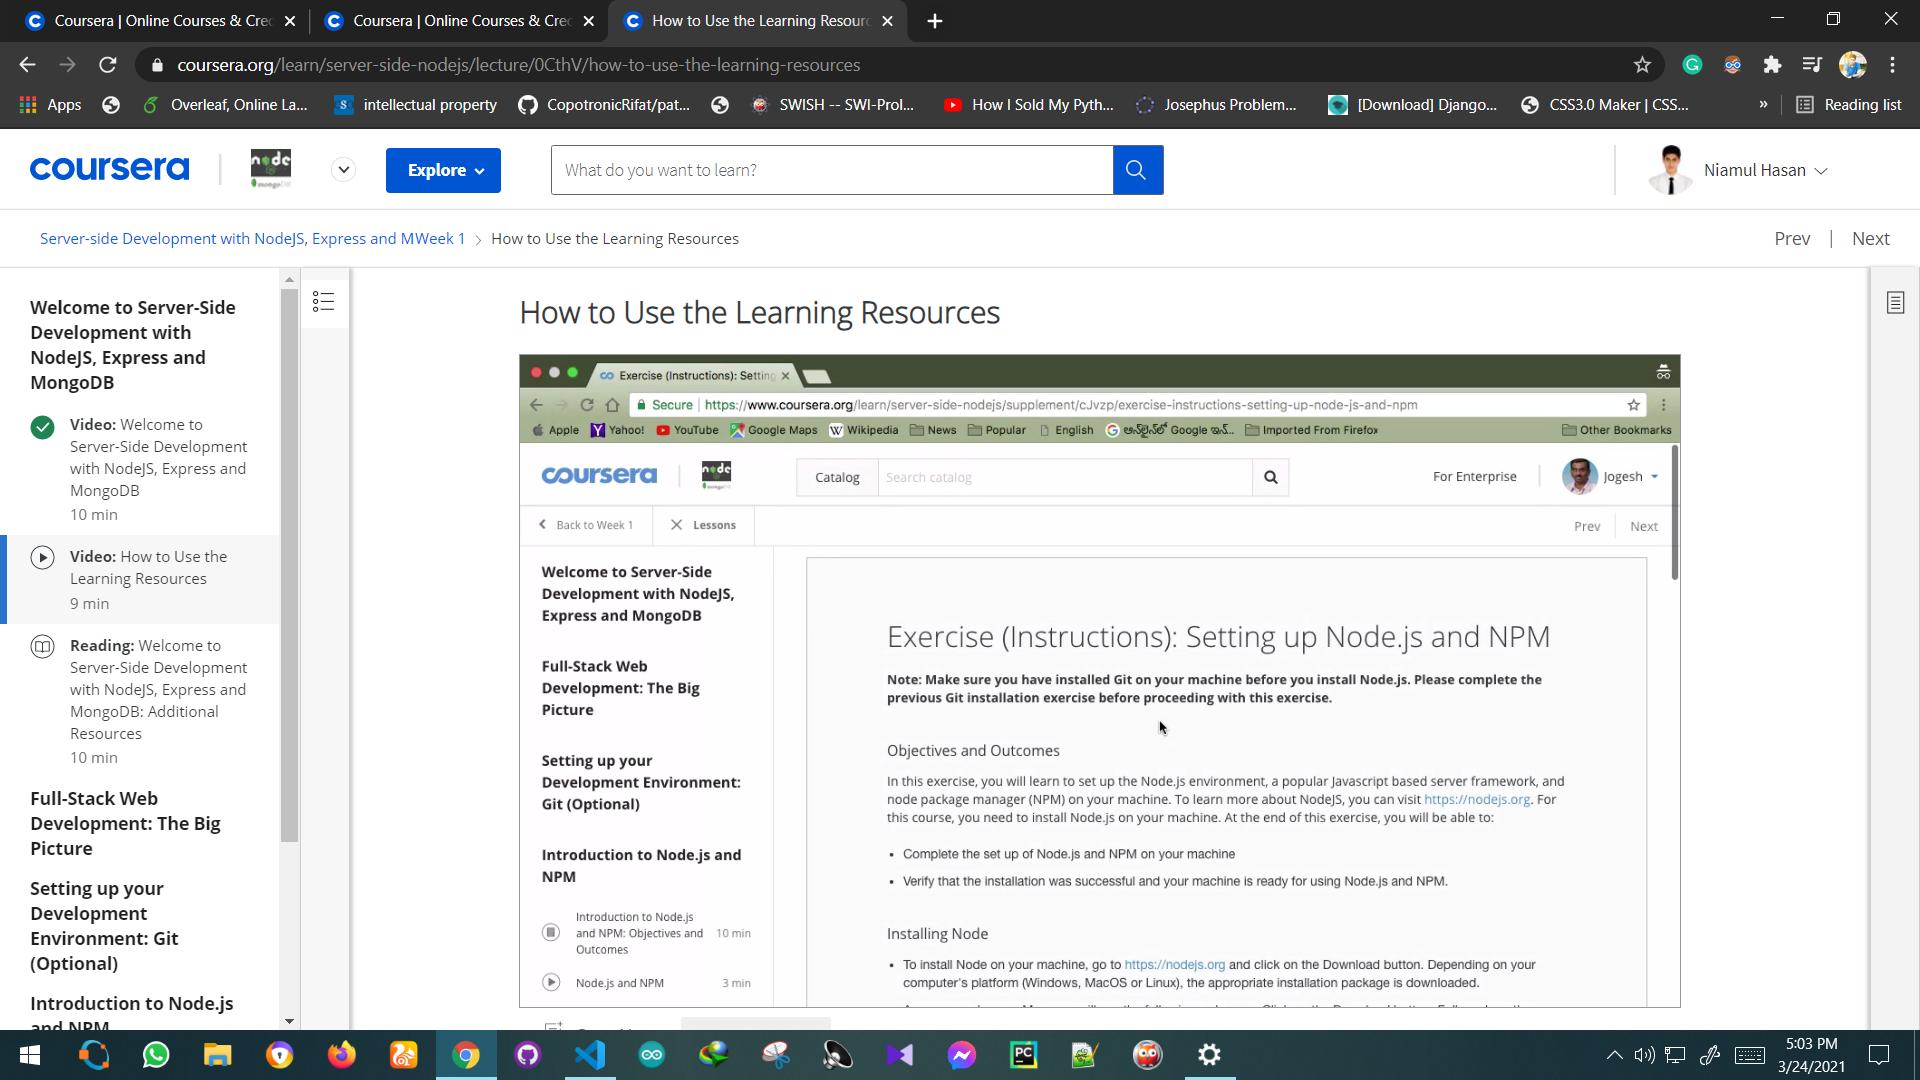 Coursera | Online Courses & Cre
Coursera | Online Courses & Cre
How to Use the Learning Resour
coursera.org/learn/server-side-nodejs/lecture/0CthV/how-to-use-the-learning-resources
Apps
Overleaf, Online La...
intellectual property
CopotronicRifat/pat...
SWISH -- SWI-Prol...
How I Sold My Pyth...
Josephus Problem...
[Download] Django...
CSS3.0 Maker | CSS...
»
Reading list
coursera
node
mongoDB
Explore
What do you want to learn?
Niamul Hasan
Server-side Development with NodeJS, Express and MWeek 1 > How to Use the Learning Resources
Prev | Next
Welcome to Server-Side
Development with
NodeJS, Express and
MongoDB
Video: Welcome to
Server-Side Development
with NodeJS, Express and
MongoDB
10 min
Video: How to Use the
Learning Resources
9 min
Reading: Welcome to
Server-Side Development
with NodeJS, Express and
MongoDB: Additional
Resources
10 min
Full-Stack Web
Development: The Big
Picture
Setting up your
Development
Environment: Git
(Optional)
Introduction to Node.js
and NPM
How to Use the Learning Resources
Exercise (Instructions): Setting
Secure | https://www.coursera.org/learn/server-side-nodejs/supplement/cJvzp/exercise-instructions-setting-up-node-js-and-npm
Apple
Yahoo!
YouTube
Google Maps
Wikipedia
News
Popular
English
Google
Imported From Firefox
Other Bookmarks
coursera
node
Catalog
Search catalog
For Enterprise
Jogesh
Back to Week 1
Lessons
Prev
Next
Welcome to Server-Side
Development with NodeJS,
Express and MongoDB
Full-Stack Web
Development: The Big
Picture
Setting up your
Development Environment:
Git (Optional)
Introduction to Node.js and
NPM
Introduction to Node.js
and NPM: Objectives and 10 min
Outcomes
Node.js and NPM 3 min
Exercise (Instructions): Setting up Node.js and NPM
Note: Make sure you have installed Git on your machine before you install Node.js. Please complete the
previous Git installation exercise before proceeding with this exercise.
Objectives and Outcomes
In this exercise, you will learn to set up the Node.js environment, a popular Javascript based server framework, and
node package manager (NPM) on your machine. To learn more about NodeJS, you can visit https://nodejs.org. For
this course, you need to install Node.js on your machine. At the end of this exercise, you will be able to:
• Complete the set up of Node.js and NPM on your machine
• Verify that the installation was successful and your machine is ready for using Node.js and NPM.
Installing Node
• To install Node on your machine, go to https://nodejs.org and click on the Download button. Depending on your
computer's platform (Windows, MacOS or Linux), the appropriate installation package is downloaded.
5:03 PM
3/24/2021